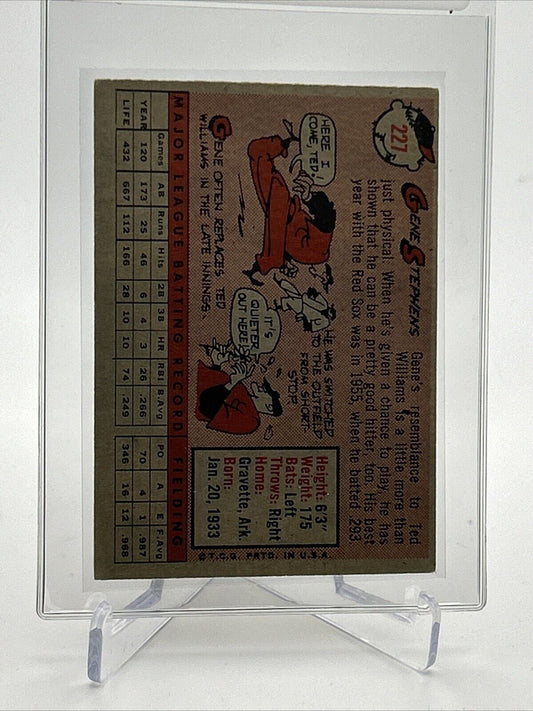 227
GENE STEPHENS
Gene's resemblance to Ted
Williams is a little more than
just physical. When he's given a chance to play, he has
shown that he can be a pretty good hitter, too. His best
year with the Red Sox was in 1955, when he batted .293
HERE I
COME, TED!
GENE OFTEN REPLACES TED
WILLIAMS IN THE LATE INNINGS.
HE WAS SWITCHED
TO THE OUTFIELD
FROM SHORT-
STOP
IT'S
QUIETER
OUT HERE!
Height: 6'3"
Weight: 175
Bats: Left
Throws: Right
Home:
Gravette, Ark.
Born:
Jan. 20, 1933
© T.C.G. PRTD. IN U.S.A.
MAJOR LEAGUE BATTING RECORD FIELDING
Games AB Runs Hits 2B 3B HR RBI B.Avg PO A E F.Avg
YEAR 120 173 25 46 6 4 3 26 .266 70 4 1 .987
LIFE 432 667 112 166 28 10 10 74 .249 346 16 12 .968